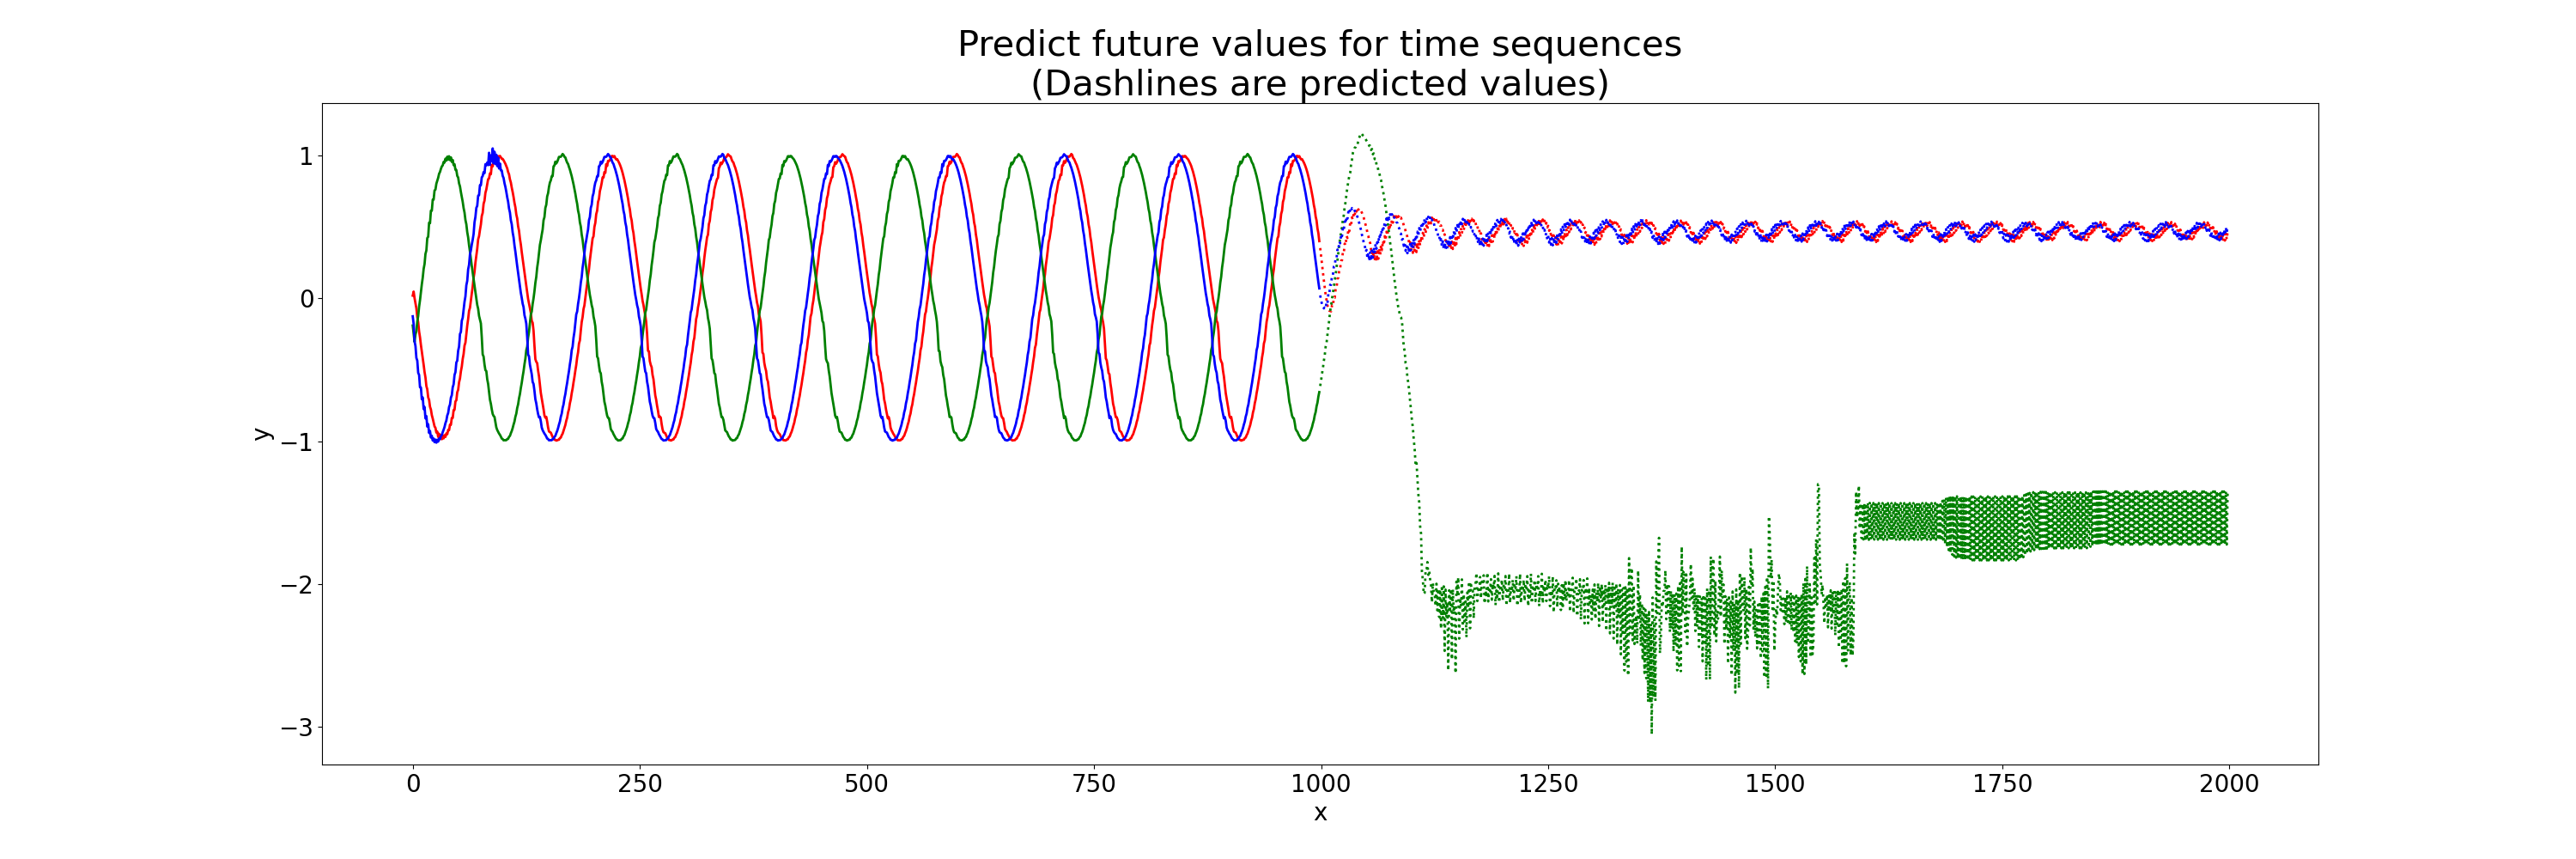 Predict future values for time sequences
(Dashlines are predicted values)
1
0
−1
−2
−3
y
0 250 500 750 1000 1250 1500 1750 2000
x